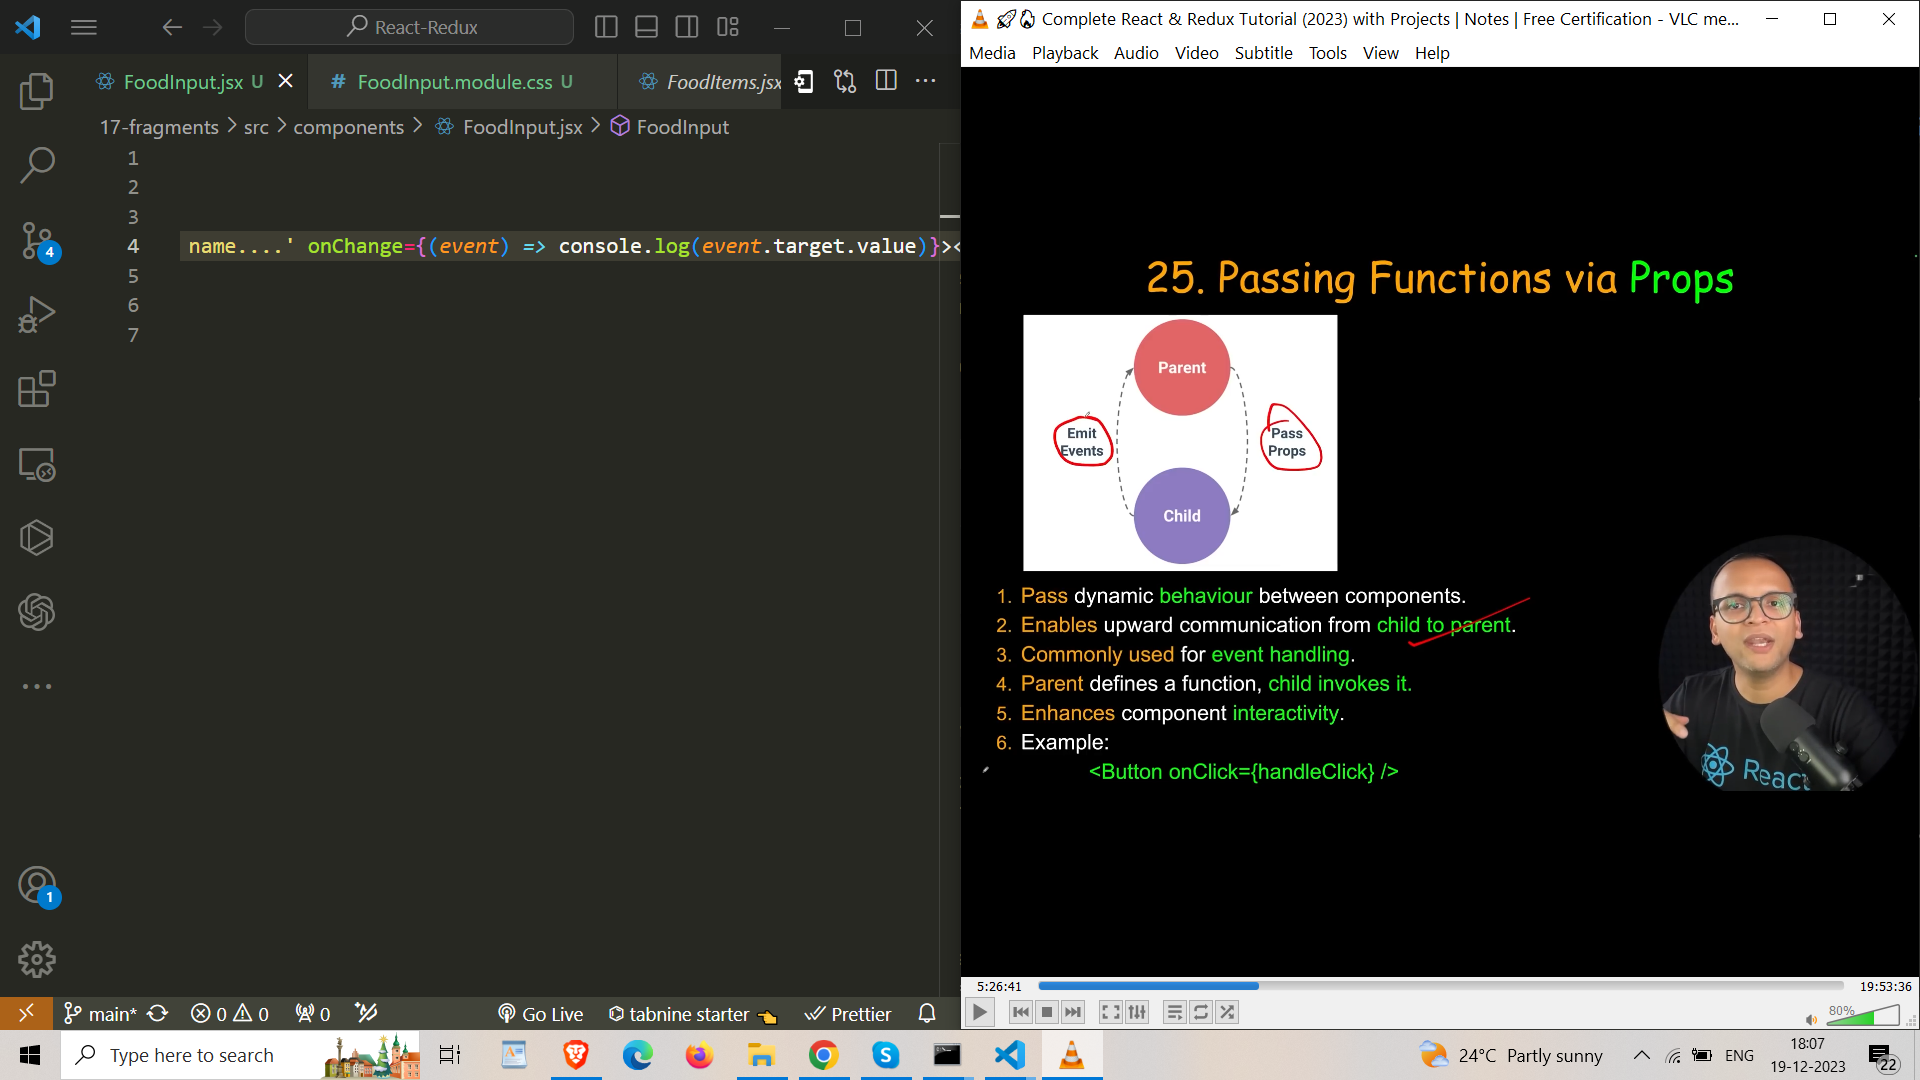 React-Redux
FoodInput.jsx U
# FoodInput.module.css U
FoodItems.jsx
17-fragments > src > components > FoodInput.jsx > FoodInput
1
2
3
4 name....' onChange={(event) => console.log(event.target.value)}><
5
6
7
4
1
main*
0 0
0
Go Live
tabnine starter
Prettier
Complete React & Redux Tutorial (2023) with Projects | Notes | Free Certification - VLC me...
Media Playback Audio Video Subtitle Tools View Help
25. Passing Functions via Props
Parent
Emit
Events
Pass
Props
Child
1. Pass dynamic behaviour between components.
2. Enables upward communication from child to parent.
3. Commonly used for event handling.
4. Parent defines a function, child invokes it.
5. Enhances component interactivity.
6. Example:
<Button onClick={handleClick} />
React
5:26:41
19:53:36
80%
Type here to search
24°C Partly sunny
ENG
18:07
19-12-2023
22